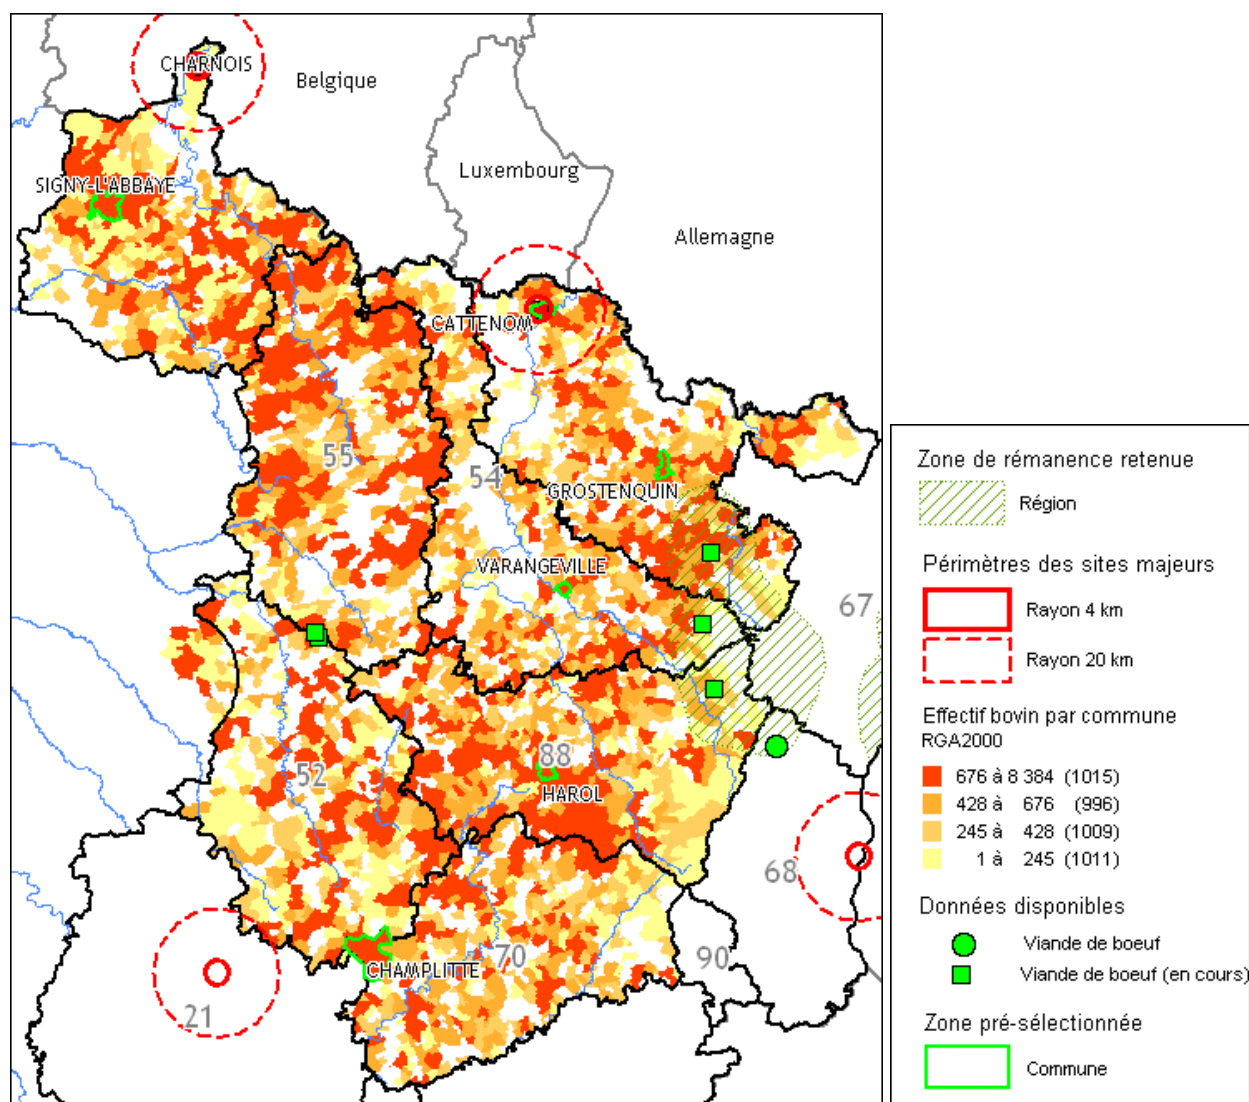 CHARNOIS
Belgique
Luxembourg
SIGNY-L'ABBAYE
Allemagne
CATTENOM
55
54
GROSTENQUIN
VARANGEVILLE
67
88
52
HAROL
68
70
90
CHAMPLITTE
21
Zone de rémanence retenue
Région
Périmètres des sites majeurs
Rayon 4 km
Rayon 20 km
Effectif bovin par commune
RGA2000
676 à 8 384 (1015)
428 à 676 (996)
245 à 428 (1009)
1 à 245 (1011)
Données disponibles
Viande de boeuf
Viande de boeuf (en cours)
Zone pré-sélectionnée
Commune